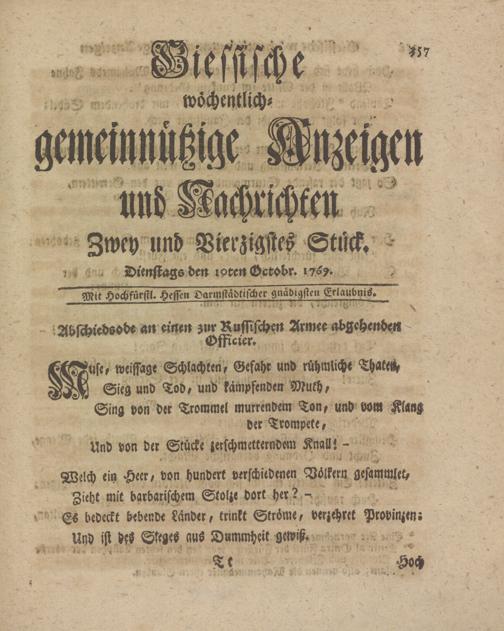 357
Giessische
wöchentlich-
gemeinnützige Anzeigen
und Nachrichten
Zwey und Vierzigstes Stück.
Dienstags den 10ten Octobr. 1769.
Mit Hochfürstl. Hessen Darmstädtischer gnädigsten Erlaubnis.
Abschiedsode an einen zur Russischen Armee abgehenden
Officier.
Muse, weissage Schlachten, Gefahr und rühmliche Thaten,
Sieg und Tod, und kämpfenden Muth,
Sing von der Trommel murrendem Ton, und vom Klang
der Trompete,
Und von der Stücke zerschmetterndem Knall! –
Welch ein Heer, von hundert verschiedenen Völkern gesammlet,
Zieht mit barbarischem Stolze dort her? –
Es bedeckt bebende Länder, trinkt Ströme, verzehret Provinzen:
Und ist des Sieges aus Dummheit gewiß.
Tt
Hoch